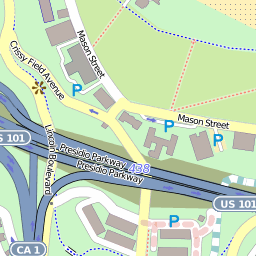 Mason Street
Crissy Field Avenue
P
Mason Street
P
US 101
Lincoln Boulevard
Presidio Parkway
438
Presidio Parkway
P
US 101
P
CA 1